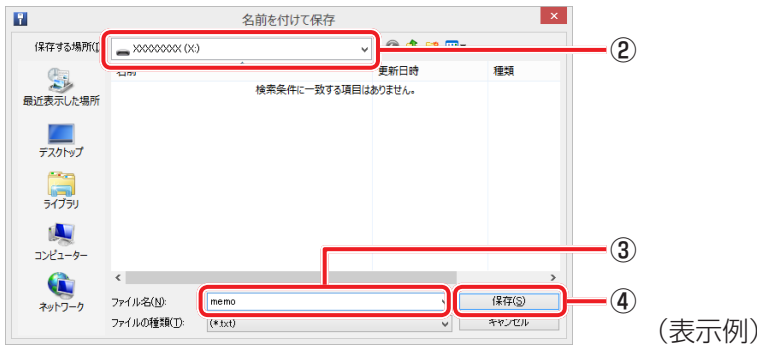 名前を付けて保存
×
保存する場所(I)
XXXXXXXX (X:)
②
名前
更新日時
種類
検索条件に一致する項目はありません。
最近表示した場所
デスクトップ
ライブラリ
コンピューター
ネットワーク
③
ファイル名(N):
memo
保存(S)
④
ファイルの種類(T):
(*.txt)
キャンセル
(表示例)